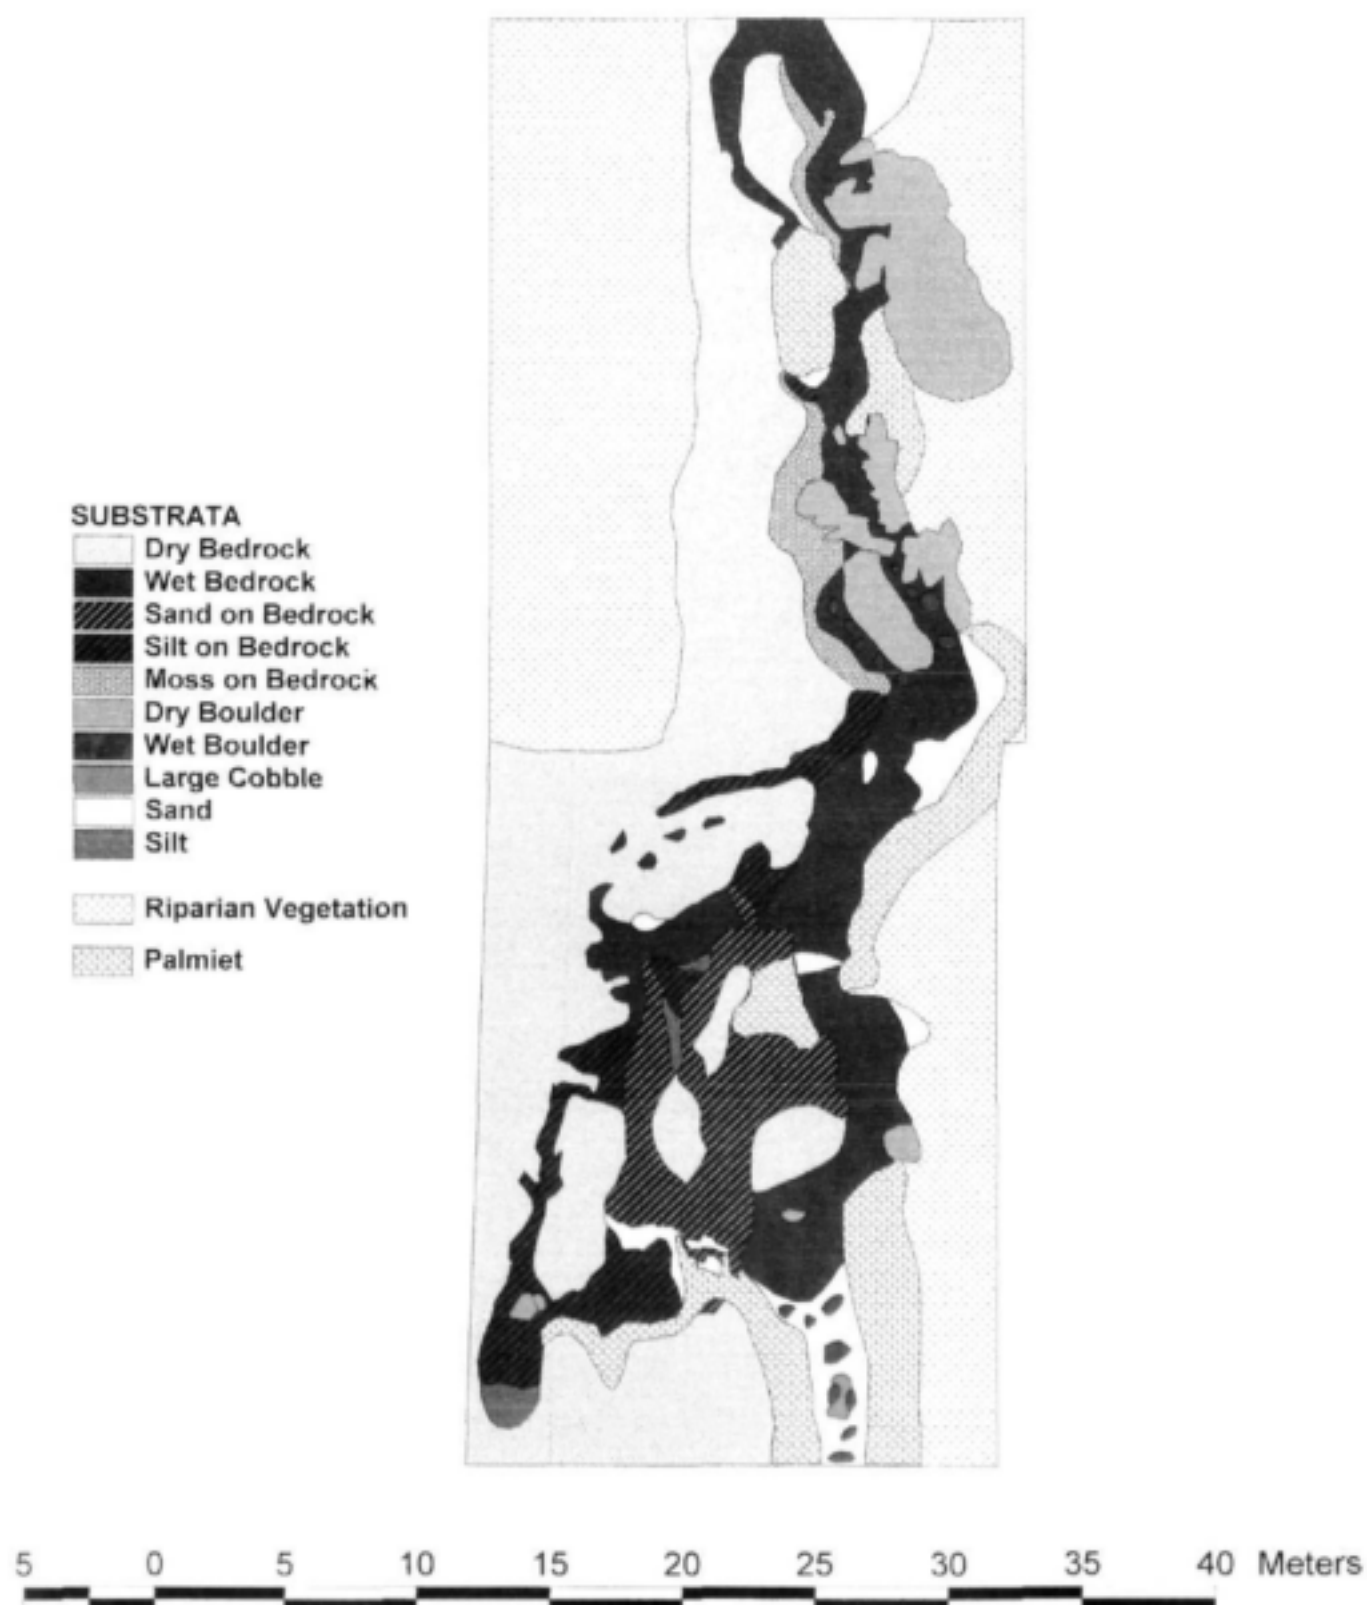 SUBSTRATA
Dry Bedrock
Wet Bedrock
Sand on Bedrock
Silt on Bedrock
Moss on Bedrock
Dry Boulder
Wet Boulder
Large Cobble
Sand
Silt
Riparian Vegetation
Palmiet
5 0 5 10 15 20 25 30 35 40 Meters